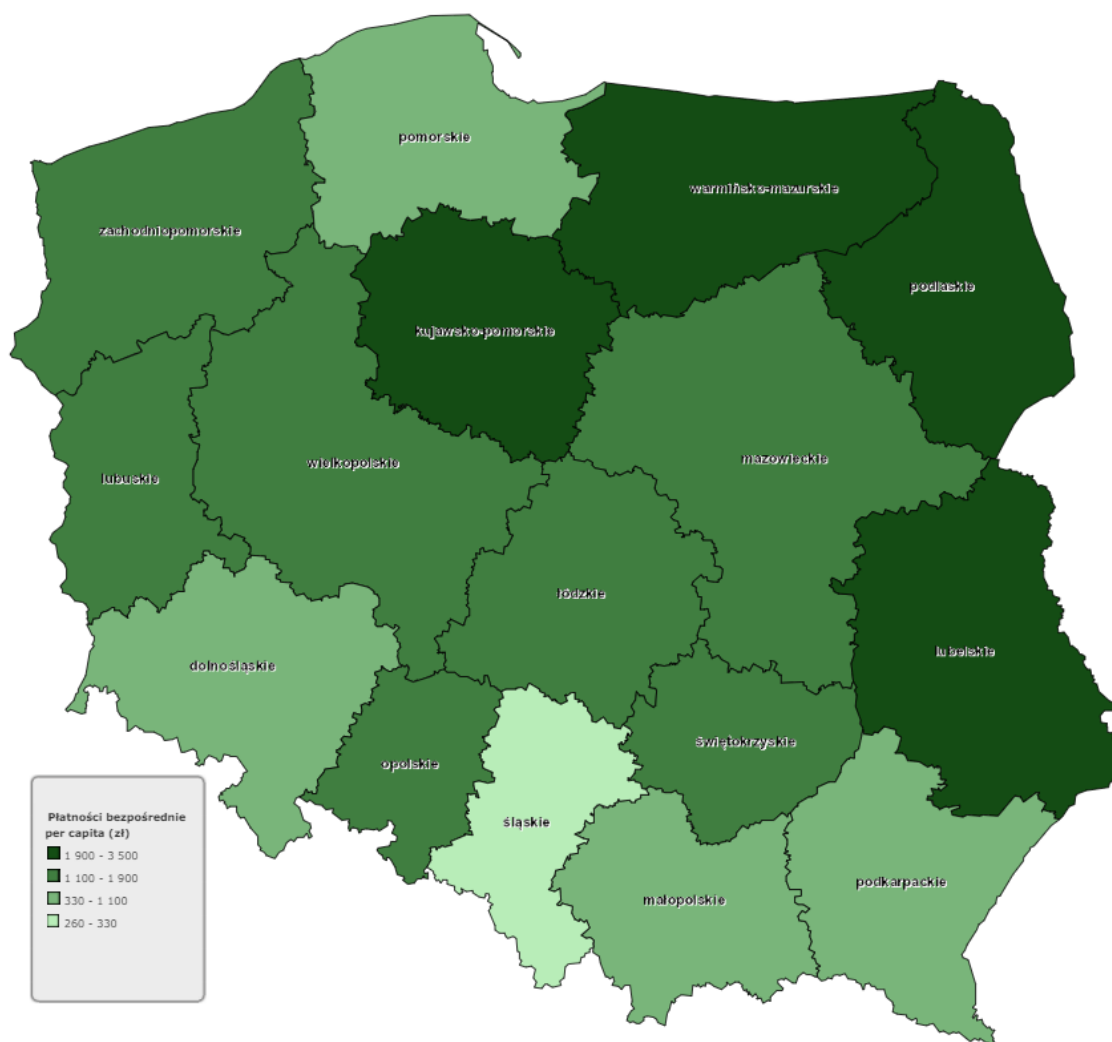 pomorskie
warmińsko-mazurskie
zachodniopomorskie
podlaskie
kujawsko-pomorskie
mazowieckie
wielkopolskie
lubuskie
łódzkie
lubelskie
dolnośląskie
świętokrzyskie
opolskie
śląskie
podkarpackie
małopolskie
Płatności bezpośrednie
per capita (zł)
1 900 - 3 500
1 100 - 1 900
330 - 1 100
260 - 330